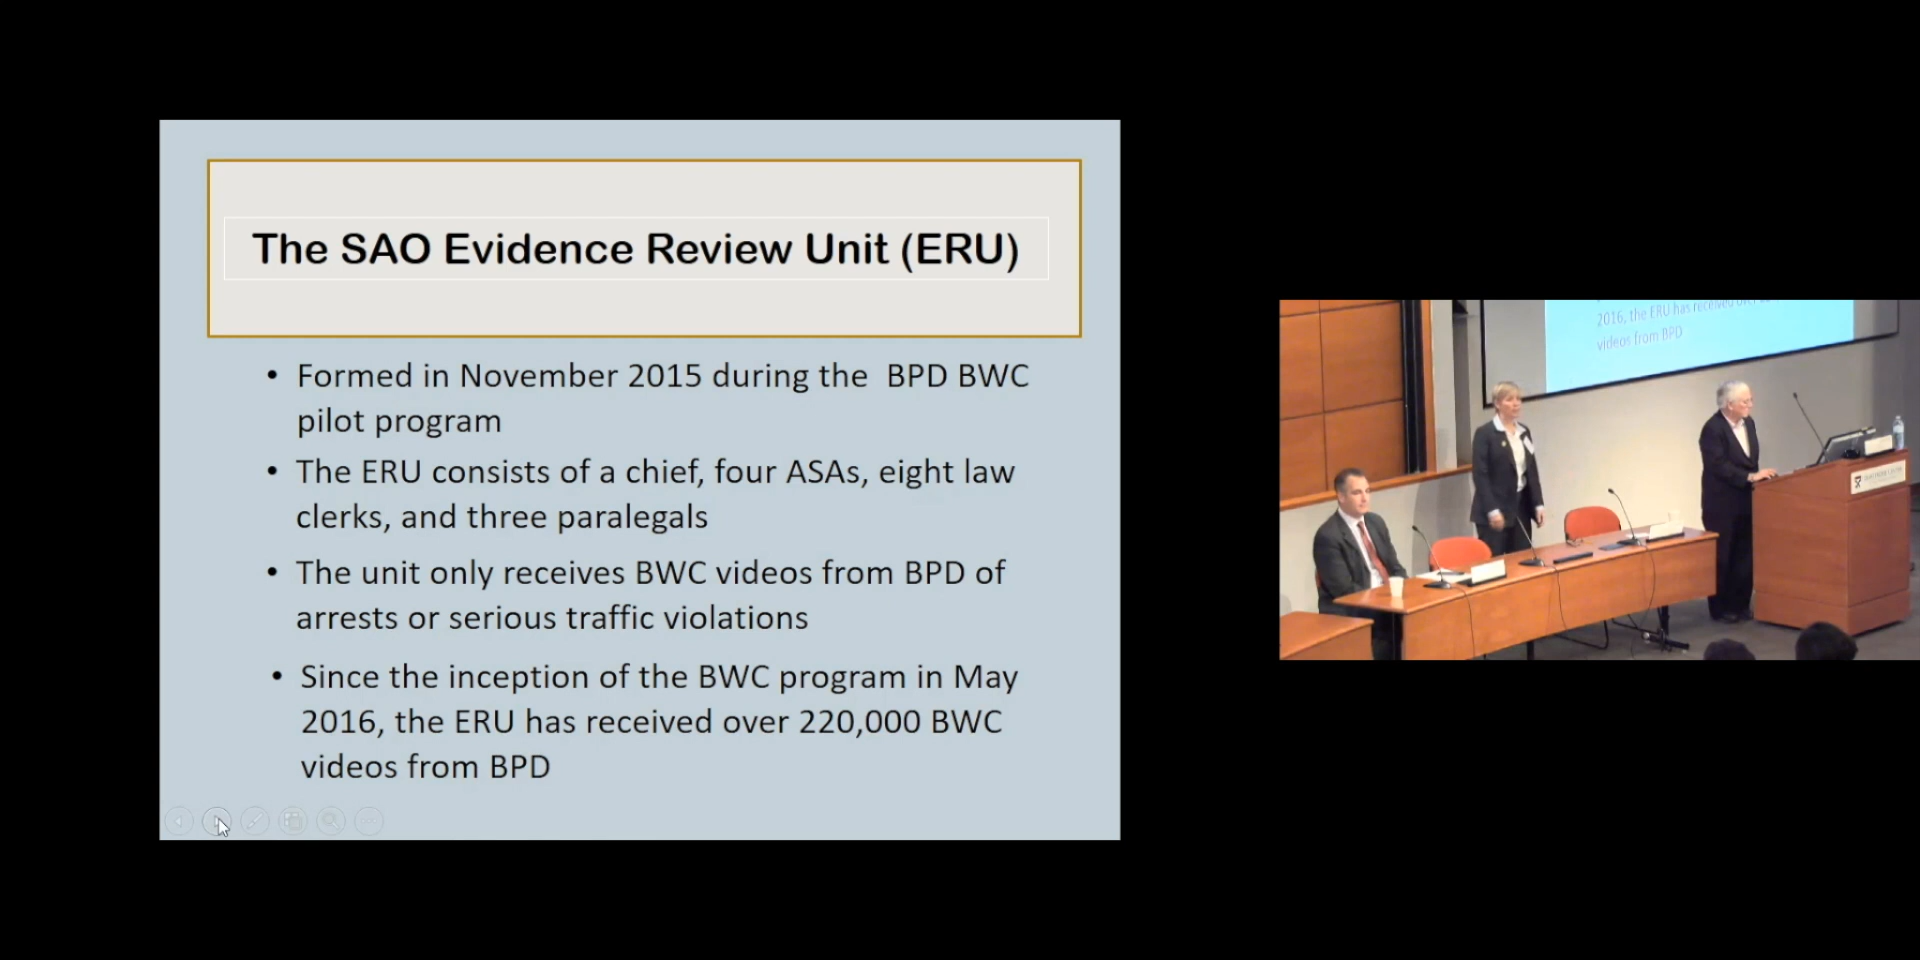 The SAO Evidence Review Unit (ERU)
• Formed in November 2015 during the  BPD BWC
pilot program
• The ERU consists of a chief, four ASAs, eight law
clerks, and three paralegals
• The unit only receives BWC videos from BPD of
arrests or serious traffic violations
• Since the inception of the BWC program in May
2016, the ERU has received over 220,000 BWC
videos from BPD
2016, the ERU has received
videos from BPD